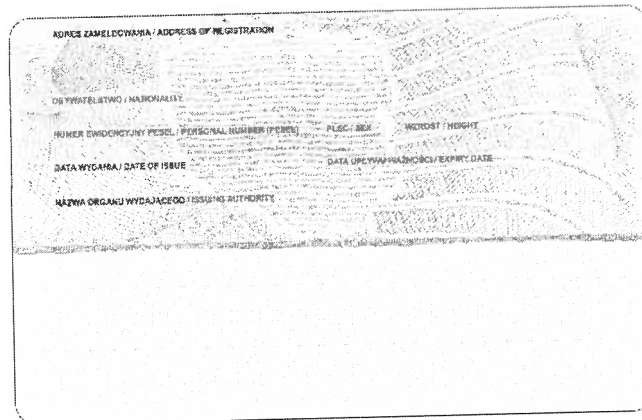 ADRES ZAMELDOWANIA / ADDRESS OF REGISTRATION
OBYWATELSTWO / NATIONALITY
NUMER EWIDENCYJNY PESEL / PERSONAL NUMBER (PESEL) PŁEĆ / SEX WZROST / HEIGHT
DATA WYDANIA / DATE OF ISSUE DATA UPŁYWU WAŻNOŚCI / EXPIRY DATE
NAZWA ORGANU WYDAJĄCEGO / ISSUING AUTHORITY